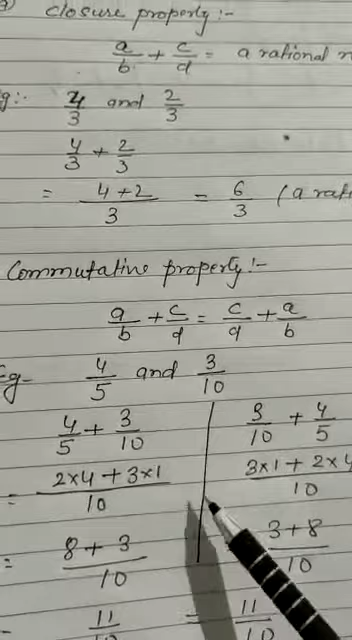 closure property:-
a/b + c/d = a rational
Eg:- 4/3 and 2/3
4/3 + 2/3
= 4+2/3 = 6/3 (a
Commutative property:-
a/b + c/d = c/d + a/b
Eg- 4/5 and 3/10
4/5 + 3/10 3/10 + 4/5
= 2×4+3×1/10 3×1+2×4/10
= 8+3/10 3+8/10
11/10 = 11/10